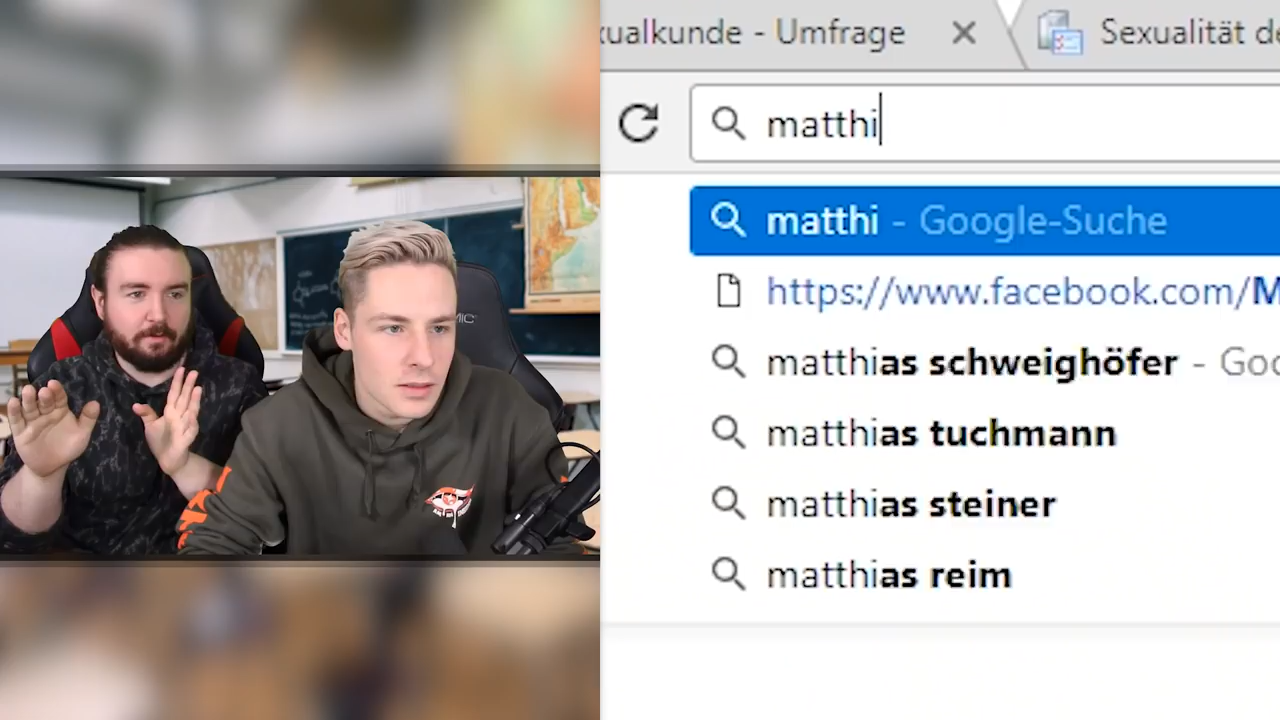 xualkunde - Umfrage
Sexualität de
matthi
matthi - Google-Suche
https://www.facebook.com/M
matthias schweighöfer - Goo
matthias tuchmann
matthias steiner
matthias reim